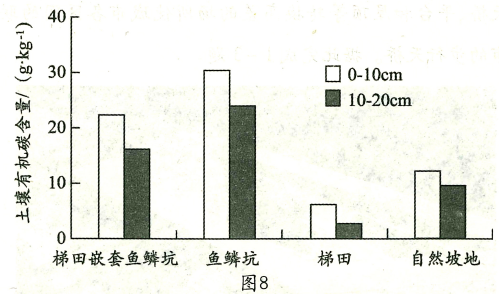 土壤有机碳含量/(g·kg⁻¹)
40
30
20
10
0
0-10cm
10-20cm
梯田嵌套鱼鳞坑 鱼鳞坑 梯田 自然坡地
图8